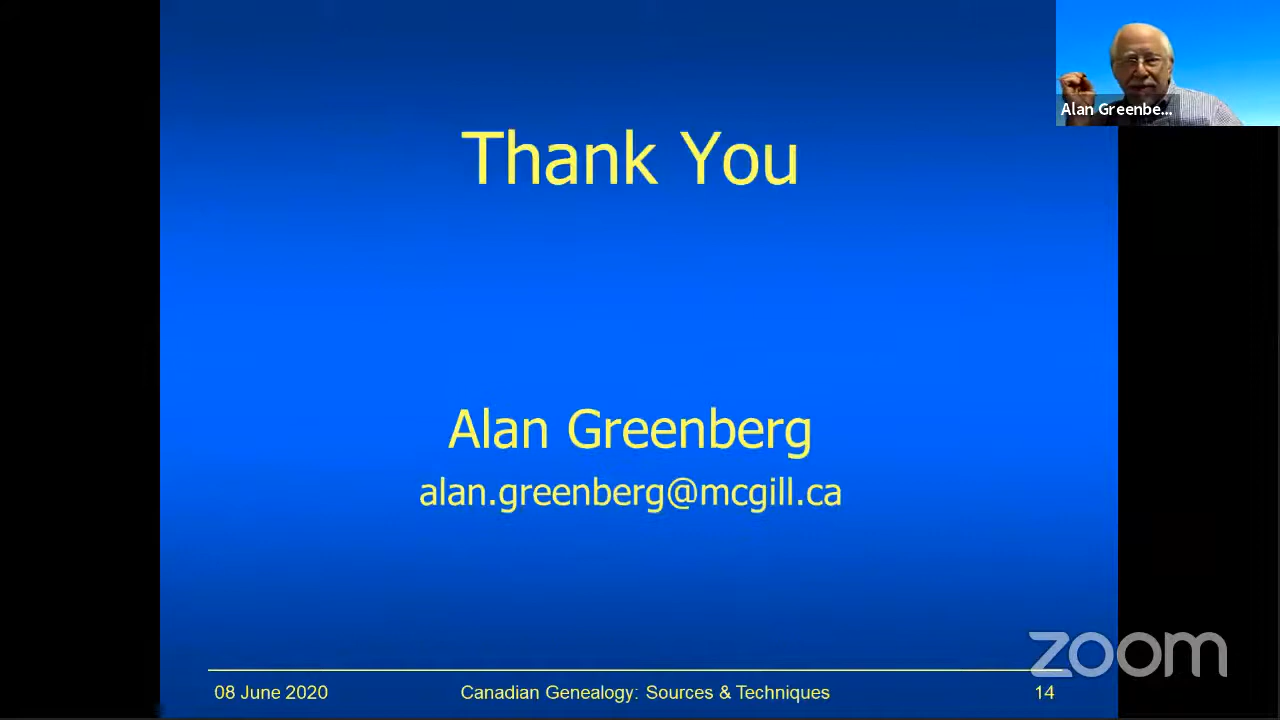 Alan Greenbe...
Thank You
Alan Greenberg
alan.greenberg@mcgill.ca
08 June 2020 Canadian Genealogy: Sources & Techniques 14
zoom